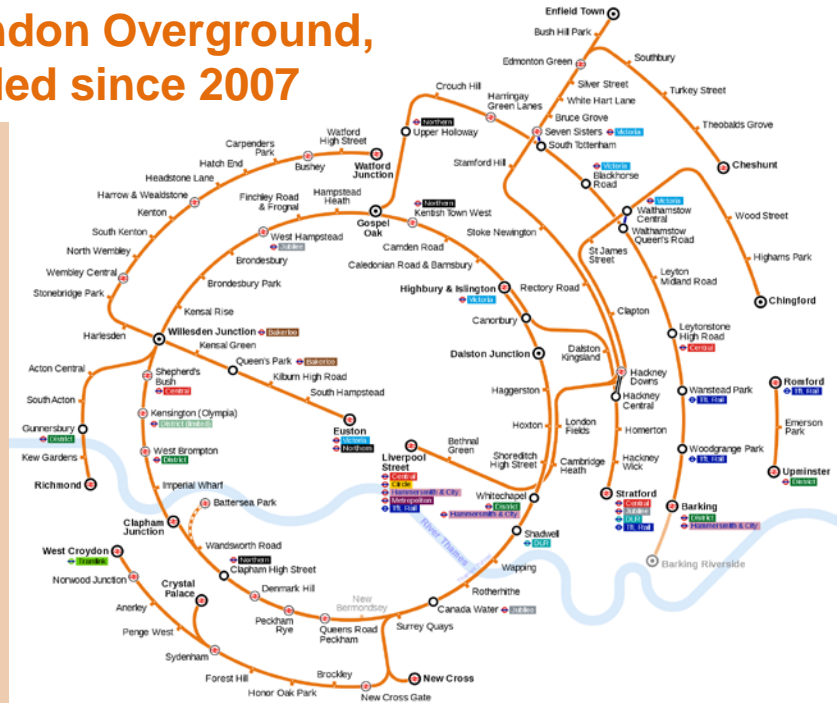 ndon Overground,
led since 2007
Enfield Town
Bush Hill Park
Southbury
Edmonton Green
Turkey Street
Silver Street
Theobalds Grove
White Hart Lane
Cheshunt
Bruce Grove
Seven Sisters Victoria
South Tottenham
Crouch Hill
Harringay
Green Lanes
Northern
Upper Holloway
Stamford Hill
Victoria
Blackhorse
Road
Victoria
Walthamstow
Central
Walthamstow
Queen's Road
Wood Street
Highams Park
Chingford
St James
Street
Leyton
Midland Road
Leytonstone
High Road
Central
Wanstead Park
TfL Rail
Woodgrange Park
TfL Rail
Barking
District
Hammersmith & City
Barking Riverside
Romford
TfL Rail
Emerson
Park
Upminster
District
Watford
High Street
Watford
Junction
Carpenders
Park
Bushey
Hatch End
Headstone Lane
Harrow & Wealdstone
Kenton
South Kenton
North Wembley
Wembley Central
Stonebridge Park
Harlesden
Willesden Junction Bakerloo
Kensal Green
Queen's Park Bakerloo
Kilburn High Road
South Hampstead
Euston
Victoria
Northern
Hampstead
Heath
Finchley Road
& Frognal
West Hampstead
Jubilee
Brondesbury
Brondesbury Park
Kensal Rise
Gospel
Oak
Northern
Kentish Town West
Camden Road
Caledonian Road & Barnsbury
Highbury & Islington
Victoria
Canonbury
Dalston Junction
Dalston
Kingsland
Stoke Newington
Rectory Road
Clapton
Hackney
Downs
Hackney
Central
Homerton
Hackney
Wick
Stratford
Central
Jubilee
DLR
TfL Rail
Haggerston
Hoxton
London
Fields
Shoreditch
High Street
Cambridge
Heath
Bethnal
Green
Liverpool
Street
Central
Circle
Hammersmith & City
Metropolitan
TfL Rail
Whitechapel
District
Hammersmith & City
Shadwell
DLR
Wapping
River Thames
Rotherhithe
Canada Water Jubilee
Surrey Quays
New
Bermondsey
Queens Road
Peckham
Peckham
Rye
Denmark Hill
Northern
Clapham High Street
Wandsworth Road
Battersea Park
Clapham
Junction
Imperial Wharf
West Brompton
District
Kensington (Olympia)
District (limited)
Shepherd's
Bush
Central
Acton Central
South Acton
Gunnersbury
District
Kew Gardens
Richmond
West Croydon
Tramlink
Norwood Junction
Crystal
Palace
Anerley
Penge West
Sydenham
Forest Hill
Honor Oak Park
Brockley
New Cross Gate
New Cross